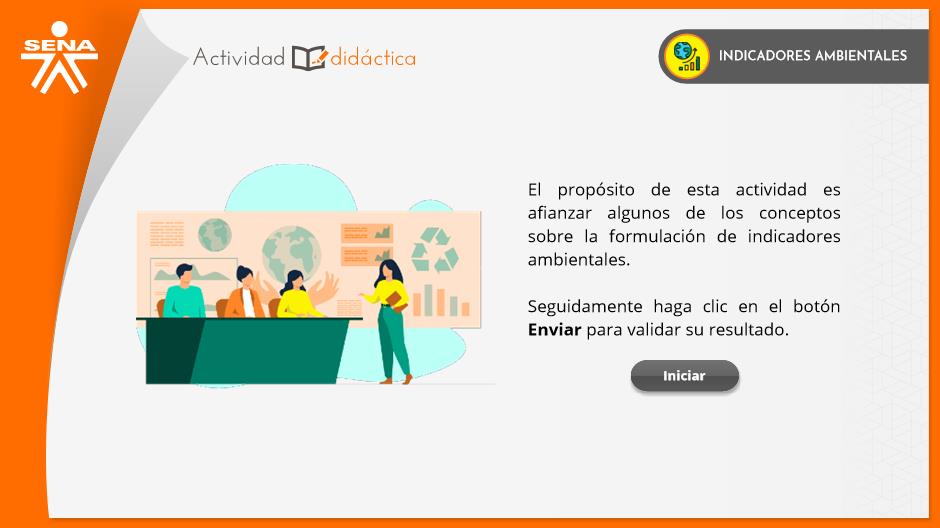 SENA
Actividad didáctica
INDICADORES AMBIENTALES
El propósito de esta actividad es
afianzar algunos de los conceptos
sobre la formulación de indicadores
ambientales.
Seguidamente haga clic en el botón
Enviar para validar su resultado.
Iniciar